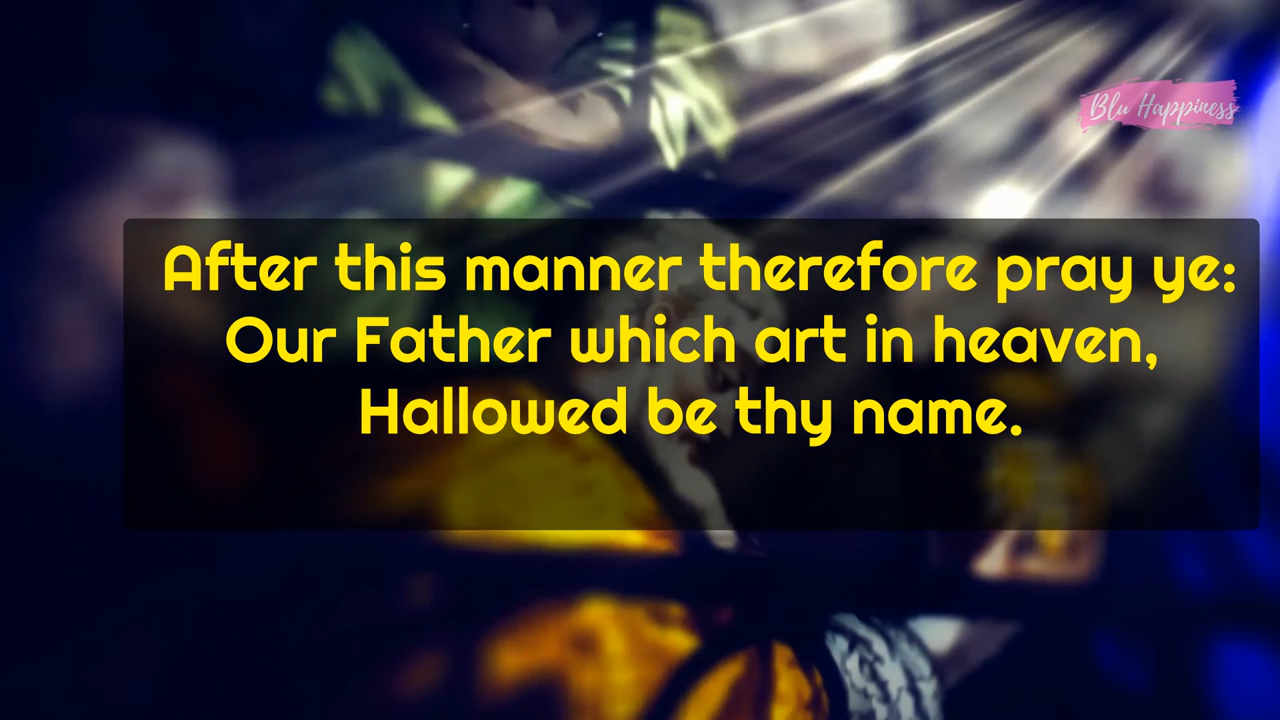 Blu Happiness
After this manner therefore pray ye:
Our Father which art in heaven,
Hallowed be thy name.